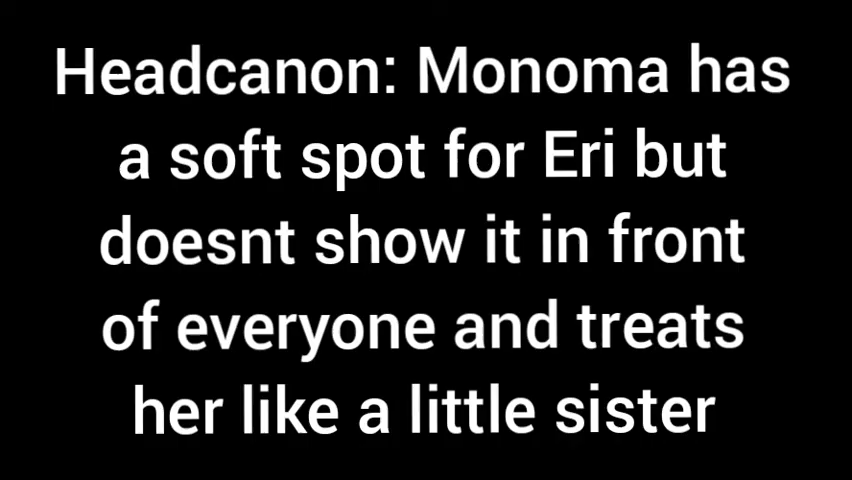 Headcanon: Monoma has
a soft spot for Eri but
doesnt show it in front
of everyone and treats
her like a little sister